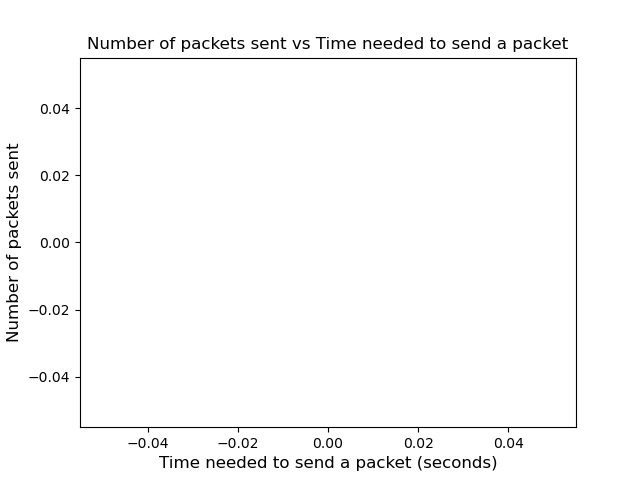 Number of packets sent vs Time needed to send a packet
0.04
0.02
0.00
−0.02
−0.04
Number of packets sent
−0.04 −0.02 0.00 0.02 0.04
Time needed to send a packet (seconds)